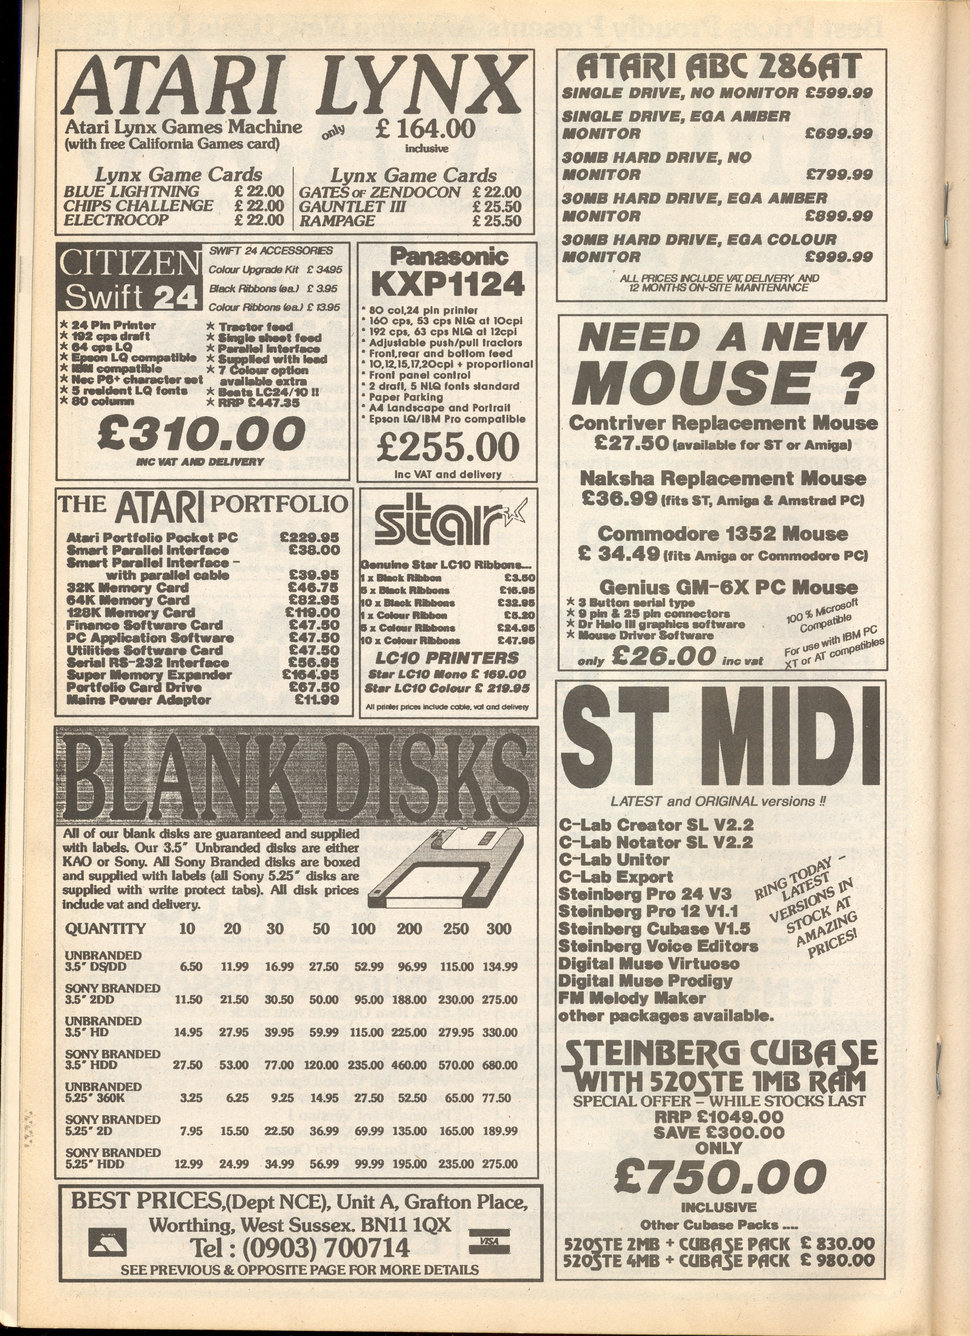 ATARI LYNX
Atari Lynx Games Machine
(with free California Games card)
only £ 164.00
inclusive
Lynx Game Cards
BLUE LIGHTNING £ 22.00
CHIPS CHALLENGE £ 22.00
ELECTROCOP £ 22.00
Lynx Game Cards
GATES OF ZENDOCON £ 22.00
GAUNTLET III £ 25.50
RAMPAGE £ 25.50
CITIZEN
Swift 24
SWIFT 24 ACCESSORIES
Colour Upgrade Kit £ 34.95
Black Ribbons (ea.) £ 3.95
Colour Ribbons (ea.) £ 13.95
★ 24 Pin Printer
★ 192 cps draft
★ 64 cps LQ
★ Epson LQ compatible
★ IBM compatible
★ Nec P6+ character set
★ 5 resident LQ fonts
★ 80 column
★ Tractor feed
★ Single sheet feed
★ Parallel interface
★ Supplied with lead
★ 7 Colour option
available extra
★ Beats LC24/10 !!
★ RRP £447.35
£310.00
INC VAT AND DELIVERY
Panasonic
KXP1124
* 80 col,24 pin printer
* 160 cps, 53 cps NLQ at 10cpi
* 192 cps, 63 cps NLQ at 12cpi
* Adjustable push/pull tractors
* Front,rear and bottom feed
* 10,12,15,17,20cpi + proportional
* Front panel control
* 2 draft, 5 NLQ fonts standard
* Paper Parking
* A4 Landscape and Portrait
* Epson LQ/IBM Pro compatible
£255.00
Inc VAT and delivery
THE ATARI PORTFOLIO
Atari Portfolio Pocket PC £229.95
Smart Parallel Interface £38.00
Smart Parallel Interface -
with parallel cable £39.95
32K Memory Card £46.75
64K Memory Card £82.95
128K Memory Card £119.00
Finance Software Card £47.50
PC Application Software £47.50
Utilities Software Card £47.50
Serial RS-232 Interface £56.95
Super Memory Expander £164.95
Portfolio Card Drive £67.50
Mains Power Adaptor £11.99
star
Genuine Star LC10 Ribbons...
1 x Black Ribbon £3.50
5 x Black Ribbons £16.95
10 x Black Ribbons £32.95
1 x Colour Ribbon £5.20
5 x Colour Ribbons £24.95
10 x Colour Ribbons £47.95
LC10 PRINTERS
Star LC10 Mono £ 169.00
Star LC10 Colour £ 219.95
All printer prices include cable, vat and delivery
BLANK DISKS
All of our blank disks are guaranteed and supplied
with labels. Our 3.5" Unbranded disks are either
KAO or Sony. All Sony Branded disks are boxed
and supplied with labels (all Sony 5.25" disks are
supplied with write protect tabs). All disk prices
include vat and delivery.
QUANTITY 10 20 30 50 100 200 250 300
UNBRANDED
3.5" DS/DD 6.50 11.99 16.99 27.50 52.99 96.99 115.00 134.99
SONY BRANDED
3.5" 2DD 11.50 21.50 30.50 50.00 95.00 188.00 230.00 275.00
UNBRANDED
3.5" HD 14.95 27.95 39.95 59.99 115.00 225.00 279.95 330.00
SONY BRANDED
3.5" HDD 27.50 53.00 77.00 120.00 235.00 460.00 570.00 680.00
UNBRANDED
5.25" 360K 3.25 6.25 9.25 14.95 27.50 52.50 65.00 77.50
SONY BRANDED
5.25" 2D 7.95 15.50 22.50 36.99 69.99 135.00 165.00 189.99
SONY BRANDED
5.25" HDD 12.99 24.99 34.99 56.99 99.99 195.00 235.00 275.00
BEST PRICES,(Dept NCE), Unit A, Grafton Place,
Worthing, West Sussex. BN11 1QX
Tel : (0903) 700714
VISA
SEE PREVIOUS & OPPOSITE PAGE FOR MORE DETAILS
ATARI ABC 286AT
SINGLE DRIVE, NO MONITOR £599.99
SINGLE DRIVE, EGA AMBER
MONITOR £699.99
30MB HARD DRIVE, NO
MONITOR £799.99
30MB HARD DRIVE, EGA AMBER
MONITOR £899.99
30MB HARD DRIVE, EGA COLOUR
MONITOR £999.99
ALL PRICES INCLUDE VAT, DELIVERY AND
12 MONTHS ON-SITE MAINTENANCE
NEED A NEW
MOUSE ?
Contriver Replacement Mouse
£27.50 (available for ST or Amiga)
Naksha Replacement Mouse
£36.99 (fits ST, Amiga & Amstrad PC)
Commodore 1352 Mouse
£ 34.49 (fits Amiga or Commodore PC)
Genius GM-6X PC Mouse
★ 3 Button serial type
★ 9 pin & 25 pin connectors
★ Dr Halo III graphics software
★ Mouse Driver Software
100 % Microsoft
Compatible
For use with IBM PC
XT or AT compatibles
only £26.00 inc vat
ST MIDI
LATEST and ORIGINAL versions !!
C-Lab Creator SL V2.2
C-Lab Notator SL V2.2
C-Lab Unitor
C-Lab Export
Steinberg Pro 24 V3
Steinberg Pro 12 V1.1
Steinberg Cubase V1.5
Steinberg Voice Editors
Digital Muse Virtuoso
Digital Muse Prodigy
FM Melody Maker
other packages available.
RING TODAY -
LATEST
VERSIONS IN
STOCK AT
AMAZING
PRICES!
STEINBERG CUBASE
WITH 520STE 1MB RAM
SPECIAL OFFER - WHILE STOCKS LAST
RRP £1049.00
SAVE £300.00
ONLY
£750.00
INCLUSIVE
Other Cubase Packs ....
520STE 2MB + CUBASE PACK £ 830.00
520STE 4MB + CUBASE PACK £ 980.00